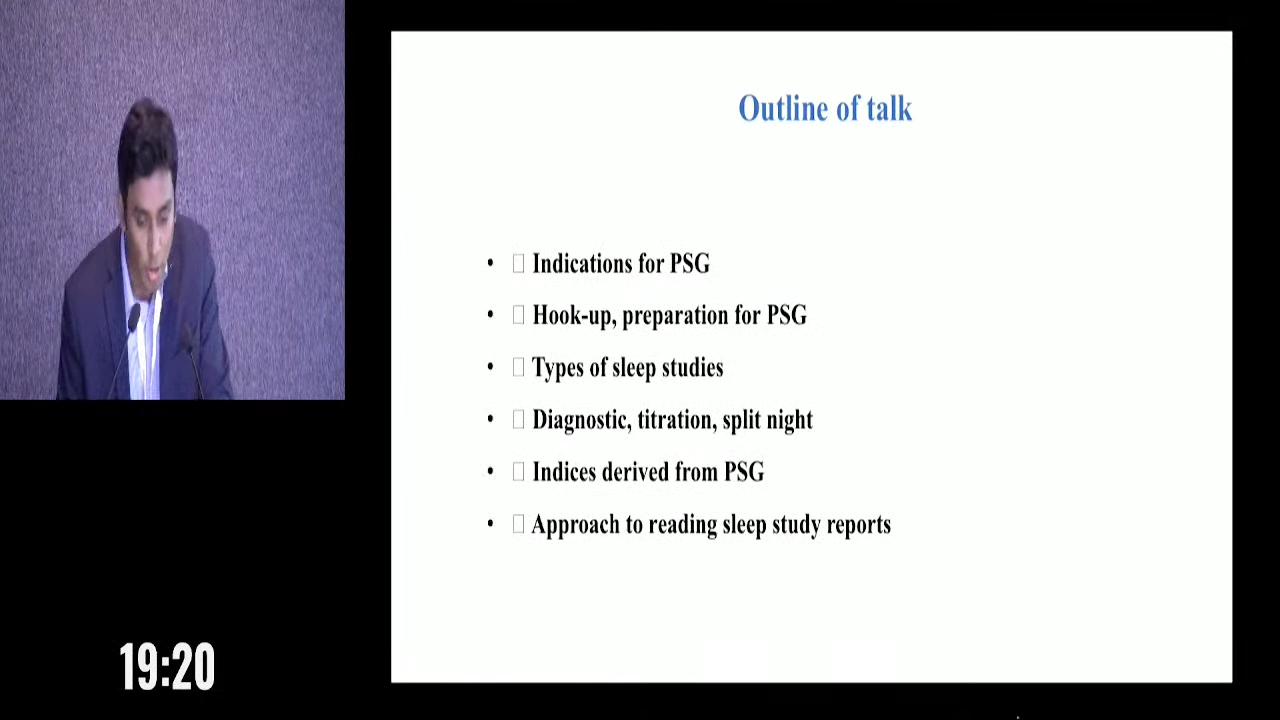 Outline of talk
• Indications for PSG
• Hook-up, preparation for PSG
• Types of sleep studies
• Diagnostic, titration, split night
• Indices derived from PSG
• Approach to reading sleep study reports
19:20